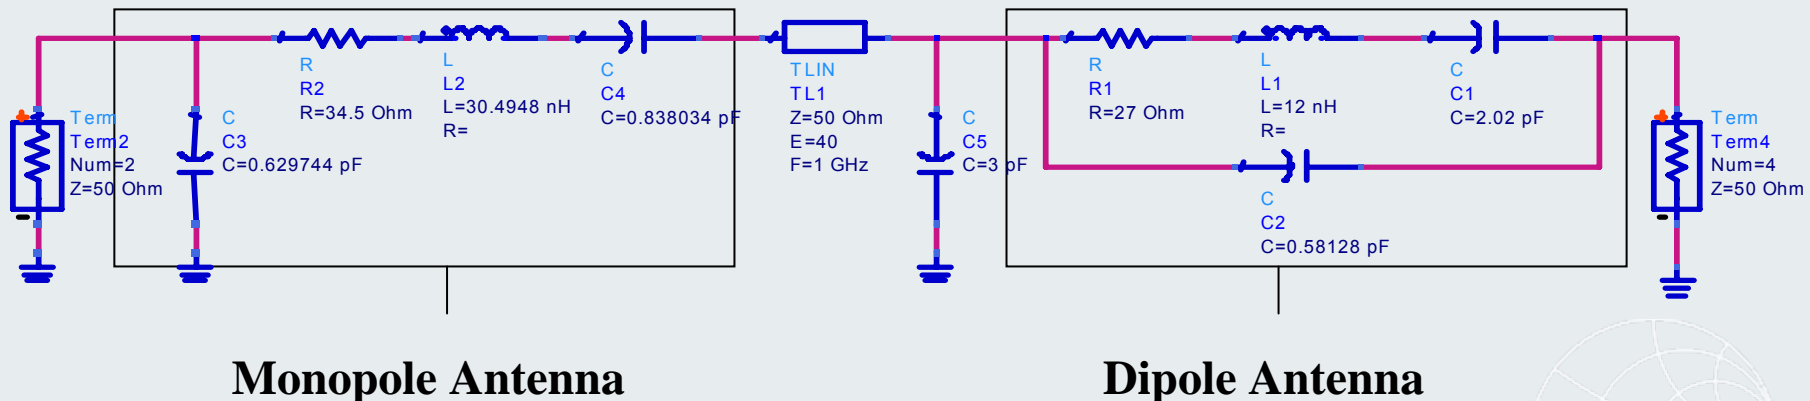 Term
Term2
Num=2
Z=50 Ohm
C
C3
C=0.629744 pF
R
R2
R=34.5 Ohm
L
L2
L=30.4948 nH
R=
C
C4
C=0.838034 pF
TLIN
TL1
Z=50 Ohm
E=40
F=1 GHz
C
C5
C=3 pF
R
R1
R=27 Ohm
L
L1
L=12 nH
R=
C
C1
C=2.02 pF
C
C2
C=0.58128 pF
Term
Term4
Num=4
Z=50 Ohm
Monopole Antenna
Dipole Antenna